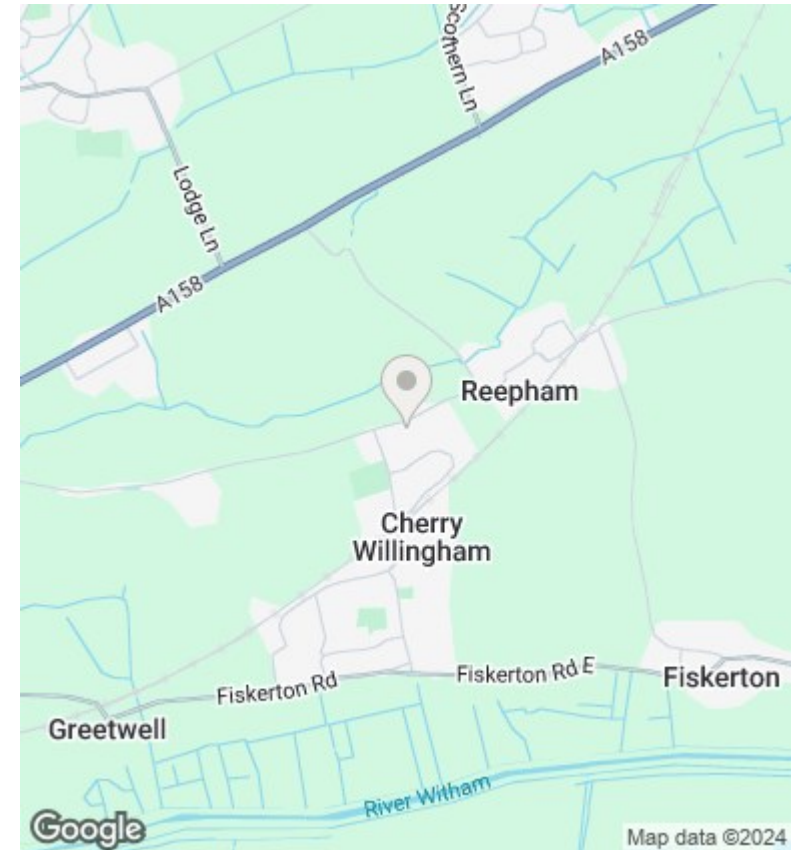 Scothern Ln
A158
Lodge Ln
A158
Reepham
Cherry
Willingham
Fiskerton Rd E
Fiskerton
Fiskerton Rd
Greetwell
River Witham
Google
Map data ©2024